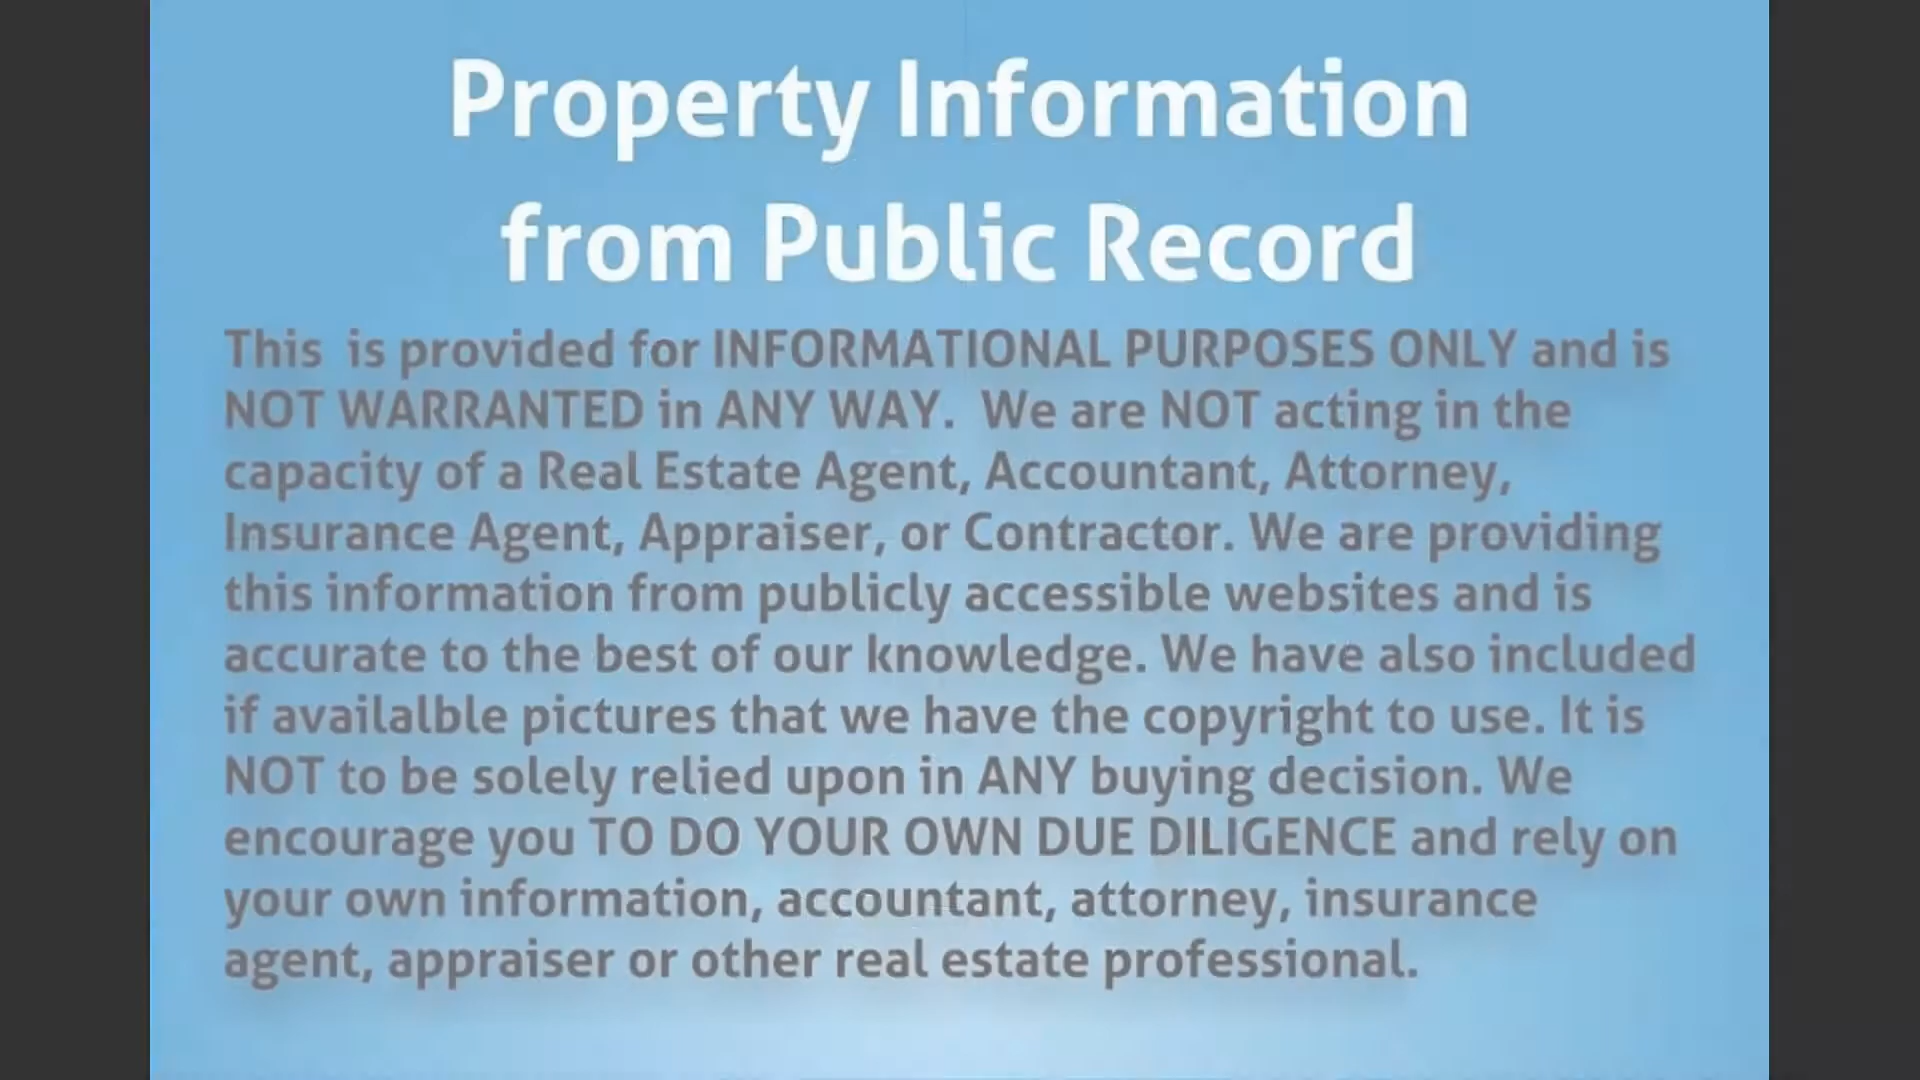 Property Information
from Public Record
This  is provided for INFORMATIONAL PURPOSES ONLY and is
NOT WARRANTED in ANY WAY.  We are NOT acting in the
capacity of a Real Estate Agent, Accountant, Attorney,
Insurance Agent, Appraiser, or Contractor. We are providing
this information from publicly accessible websites and is
accurate to the best of our knowledge. We have also included
if availalble pictures that we have the copyright to use. It is
NOT to be solely relied upon in ANY buying decision. We
encourage you TO DO YOUR OWN DUE DILIGENCE and rely on
your own information, accountant, attorney, insurance
agent, appraiser or other real estate professional.